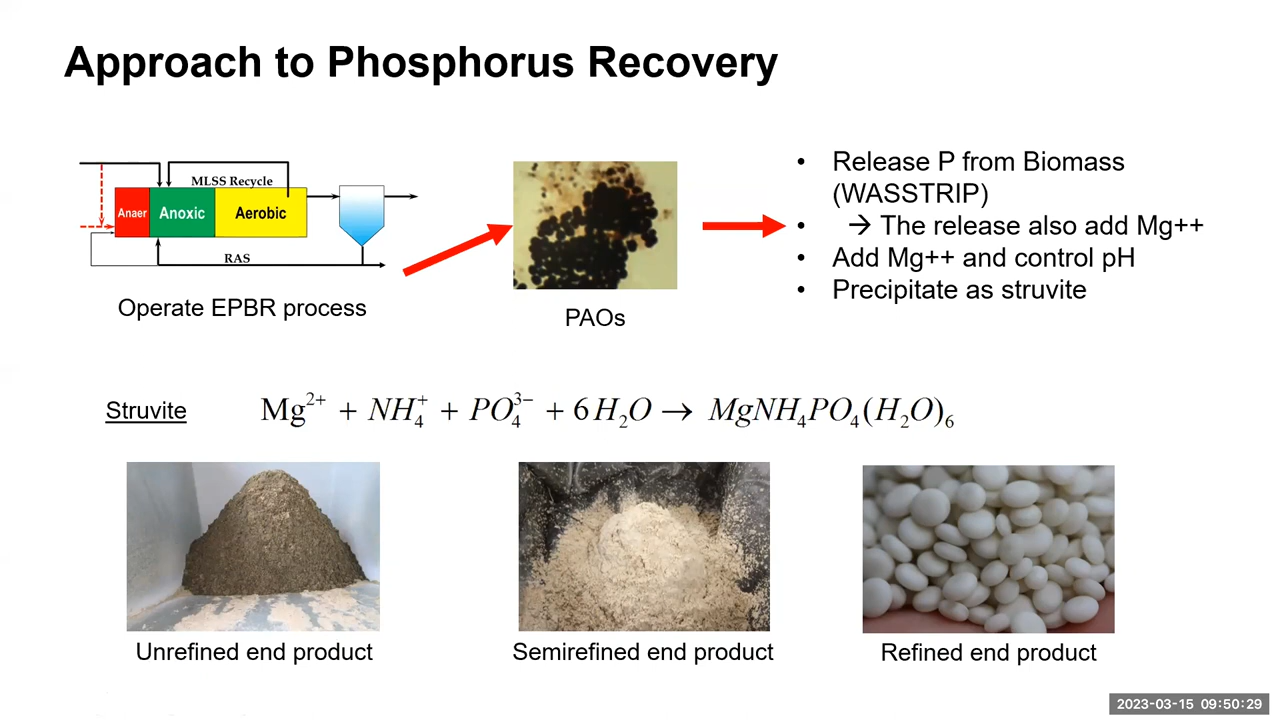 Approach to Phosphorus Recovery
MLSS Recycle
Anaer
Anoxic
Aerobic
RAS
Operate EPBR process
PAOs
• Release P from Biomass
(WASSTRIP)
• → The release also add Mg++
• Add Mg++ and control pH
• Precipitate as struvite
Struvite
Mg²⁺ + NH₄⁺ + PO₄³⁻ + 6H₂O → MgNH₄PO₄(H₂O)₆
Unrefined end product
Semirefined end product
Refined end product
2023-03-15 09:50:29